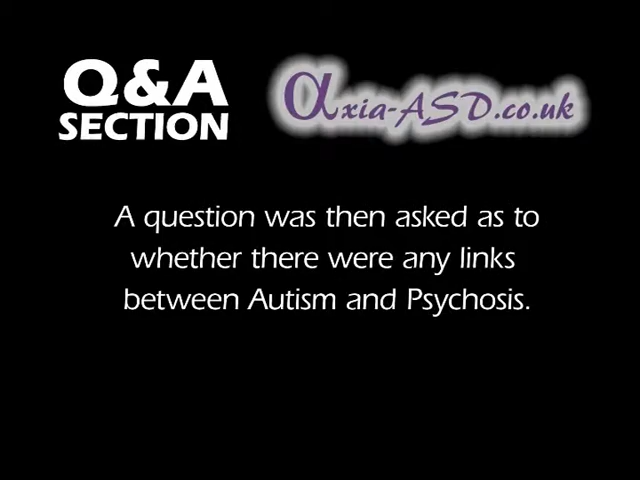 Q&A
SECTION
αxia-ASD.co.uk
A question was then asked as to
whether there were any links
between Autism and Psychosis.